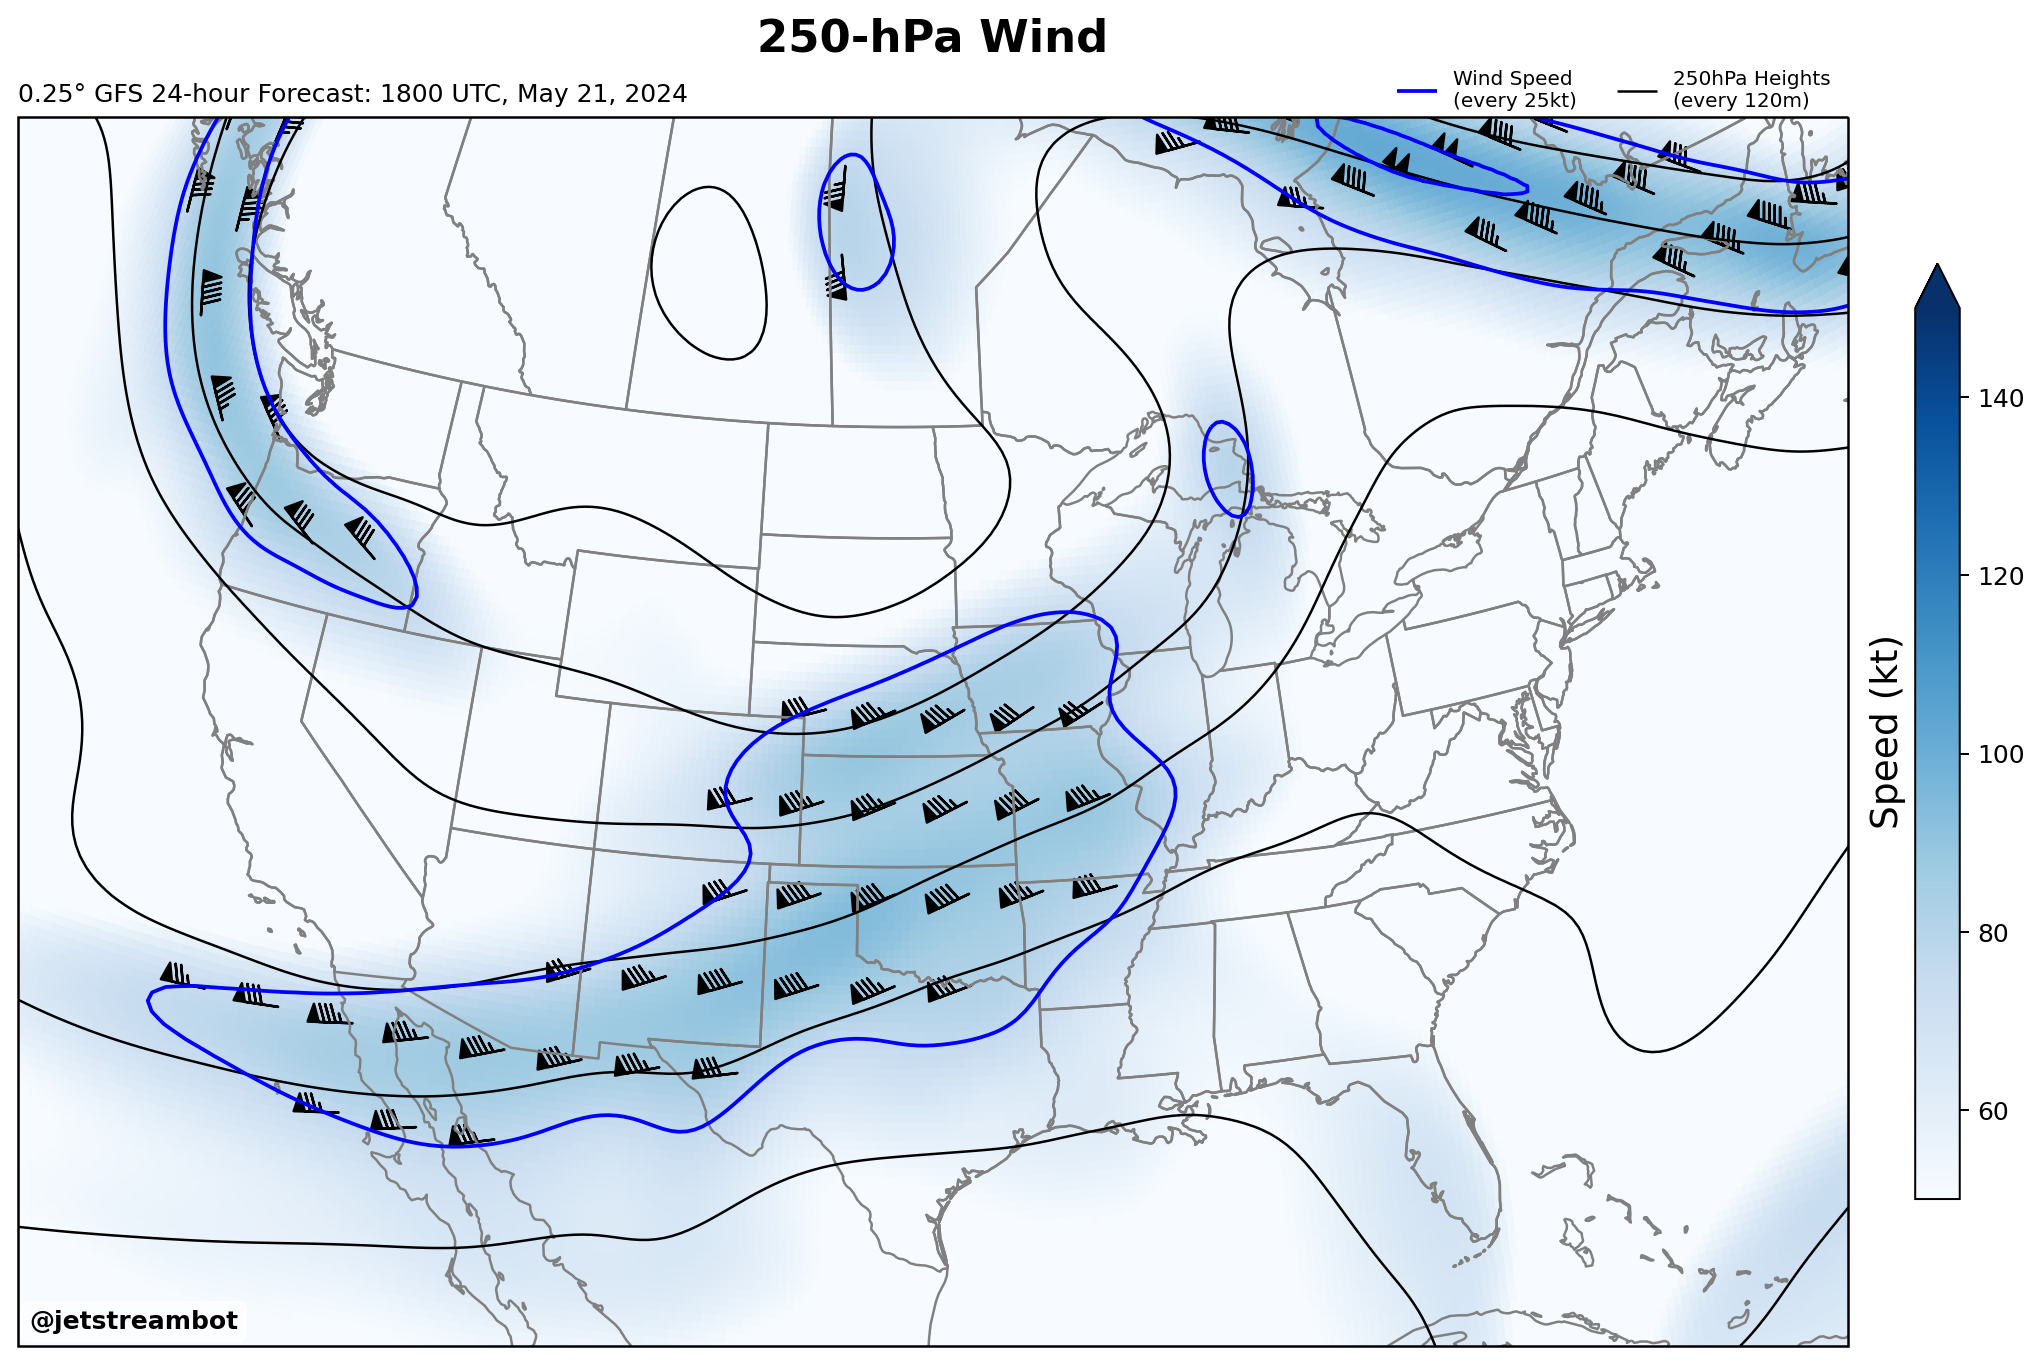 250-hPa Wind
0.25° GFS 24-hour Forecast: 1800 UTC, May 21, 2024
Wind Speed
(every 25kt)
250hPa Heights
(every 120m)
140
120
100
80
60
Speed (kt)
@jetstreambot